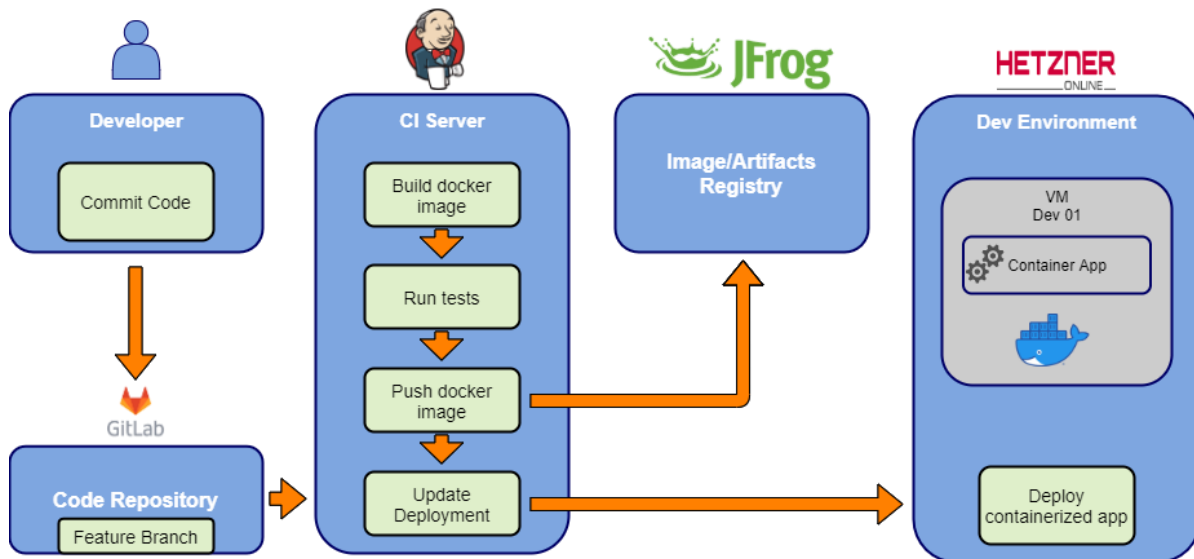 JFrog
HETZNER
ONLINE
Developer
Commit Code
GitLab
Code Repository
Feature Branch
CI Server
Build docker
image
Run tests
Push docker
image
Update
Deployment
Image/Artifacts
Registry
Dev Environment
VM
Dev 01
Container App
Deploy
containerized app